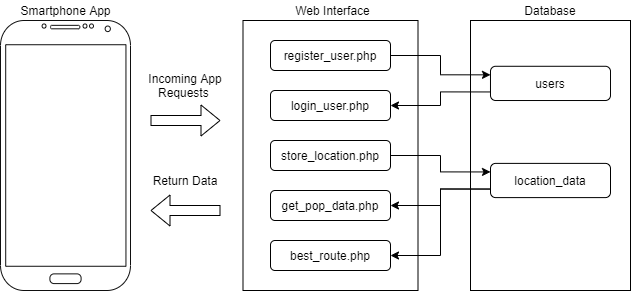 Smartphone App
Web Interface
Database
Incoming App
Requests
Return Data
register_user.php
login_user.php
store_location.php
get_pop_data.php
best_route.php
users
location_data